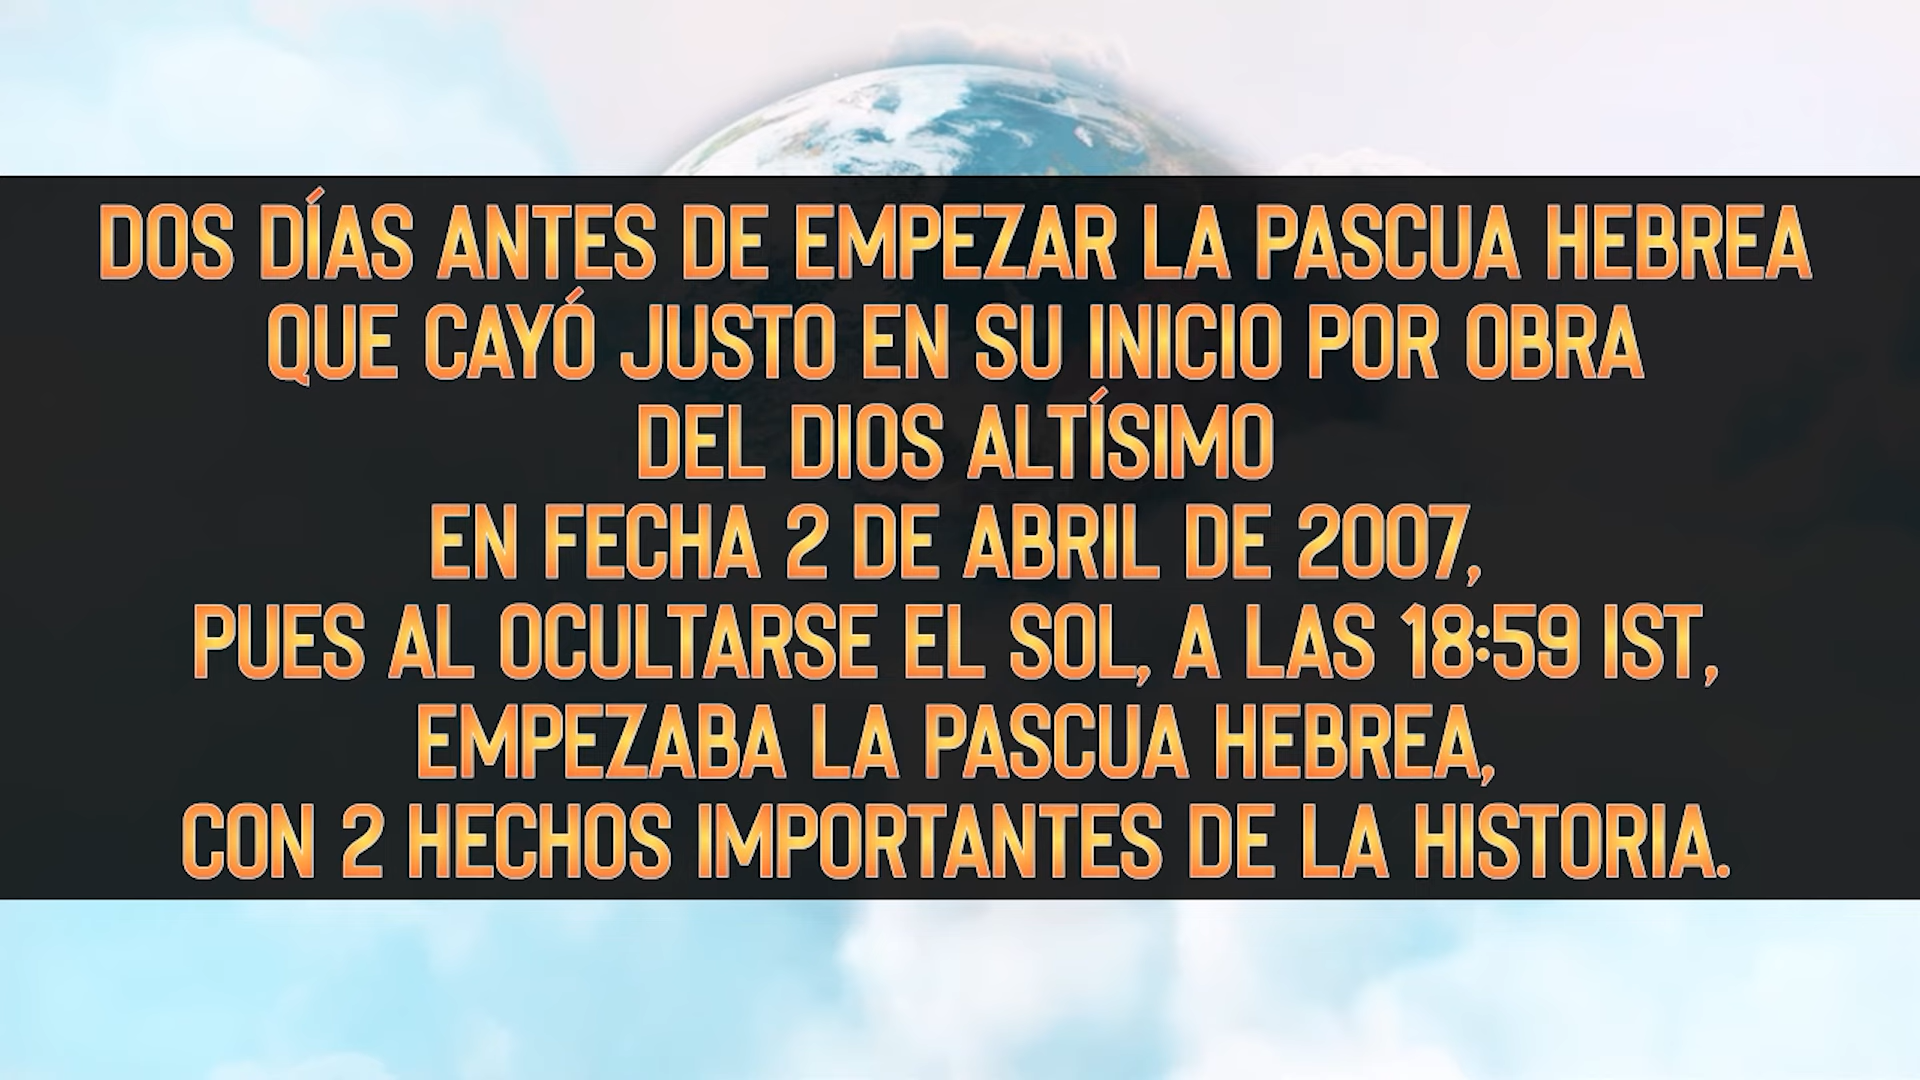 DOS DÍAS ANTES DE EMPEZAR LA PASCUA HEBREA
QUE CAYÓ JUSTO EN SU INICIO POR OBRA
DEL DIOS ALTÍSIMO
EN FECHA 2 DE ABRIL DE 2007,
PUES AL OCULTARSE EL SOL, A LAS 18:59 IST,
EMPEZABA LA PASCUA HEBREA,
CON 2 HECHOS IMPORTANTES DE LA HISTORIA.